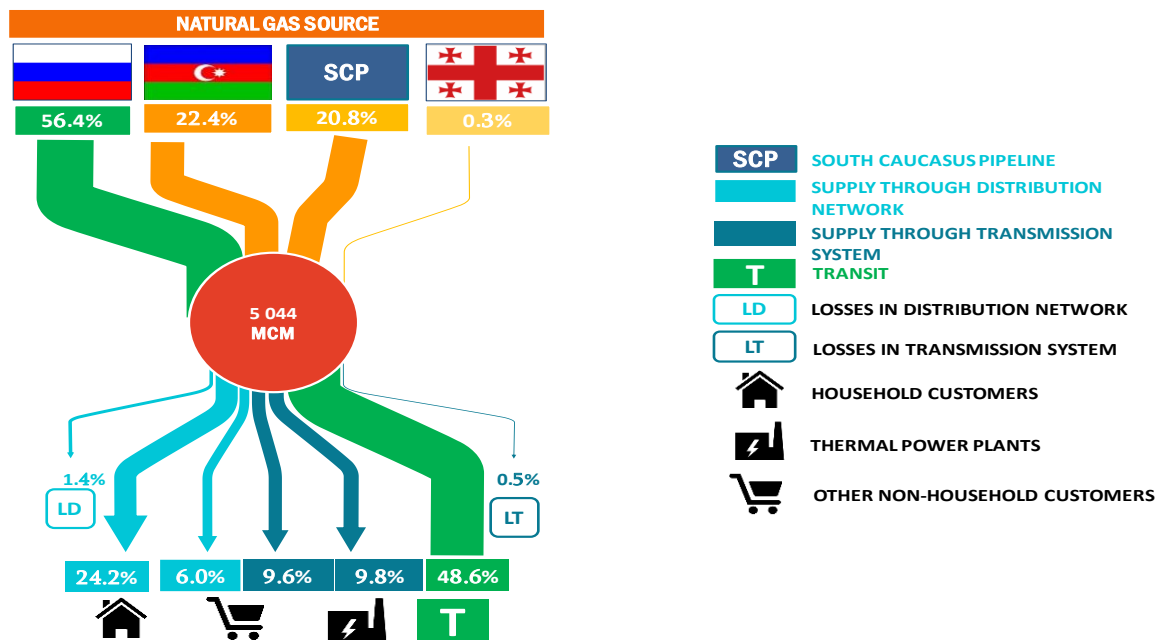 NATURAL GAS SOURCE
SCP
56.4%
22.4%
20.8%
0.3%
5 044
MCM
1.4%
LD
0.5%
LT
24.2%
6.0%
9.6%
9.8%
48.6%
T
SCP
SOUTH CAUCASUS PIPELINE
SUPPLY THROUGH DISTRIBUTION
NETWORK
SUPPLY THROUGH TRANSMISSION
SYSTEM
T
TRANSIT
LD
LOSSES IN DISTRIBUTION NETWORK
LT
LOSSES IN TRANSMISSION SYSTEM
HOUSEHOLD CUSTOMERS
THERMAL POWER PLANTS
OTHER NON-HOUSEHOLD CUSTOMERS